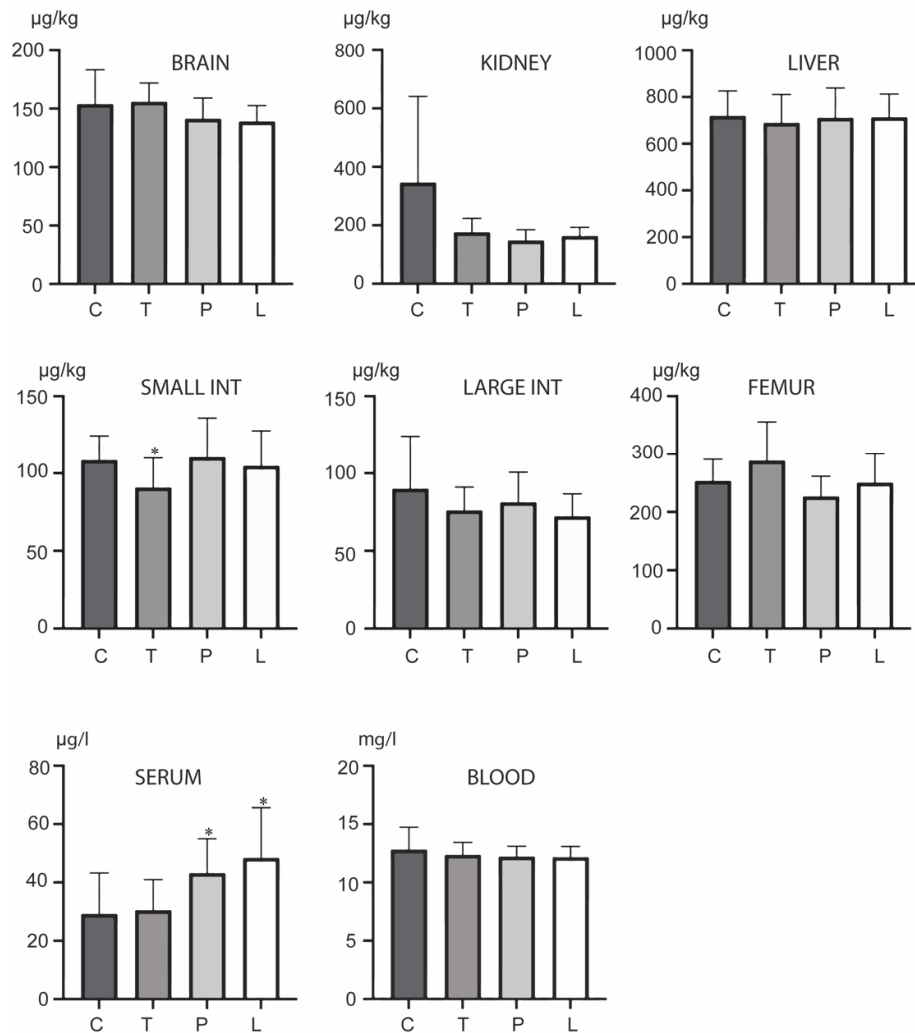 µg/kg
BRAIN
200
150
100
50
0
C T P L
µg/kg
KIDNEY
800
600
400
200
0
C T P L
µg/kg
LIVER
1000
800
600
400
200
0
C T P L
µg/kg
SMALL INT
150
*
100
50
0
C T P L
µg/kg
LARGE INT
150
100
50
0
C T P L
µg/kg
FEMUR
400
300
200
100
0
C T P L
µg/l
SERUM
80
* *
60
40
20
0
C T P L
mg/l
BLOOD
20
15
10
5
0
C T P L